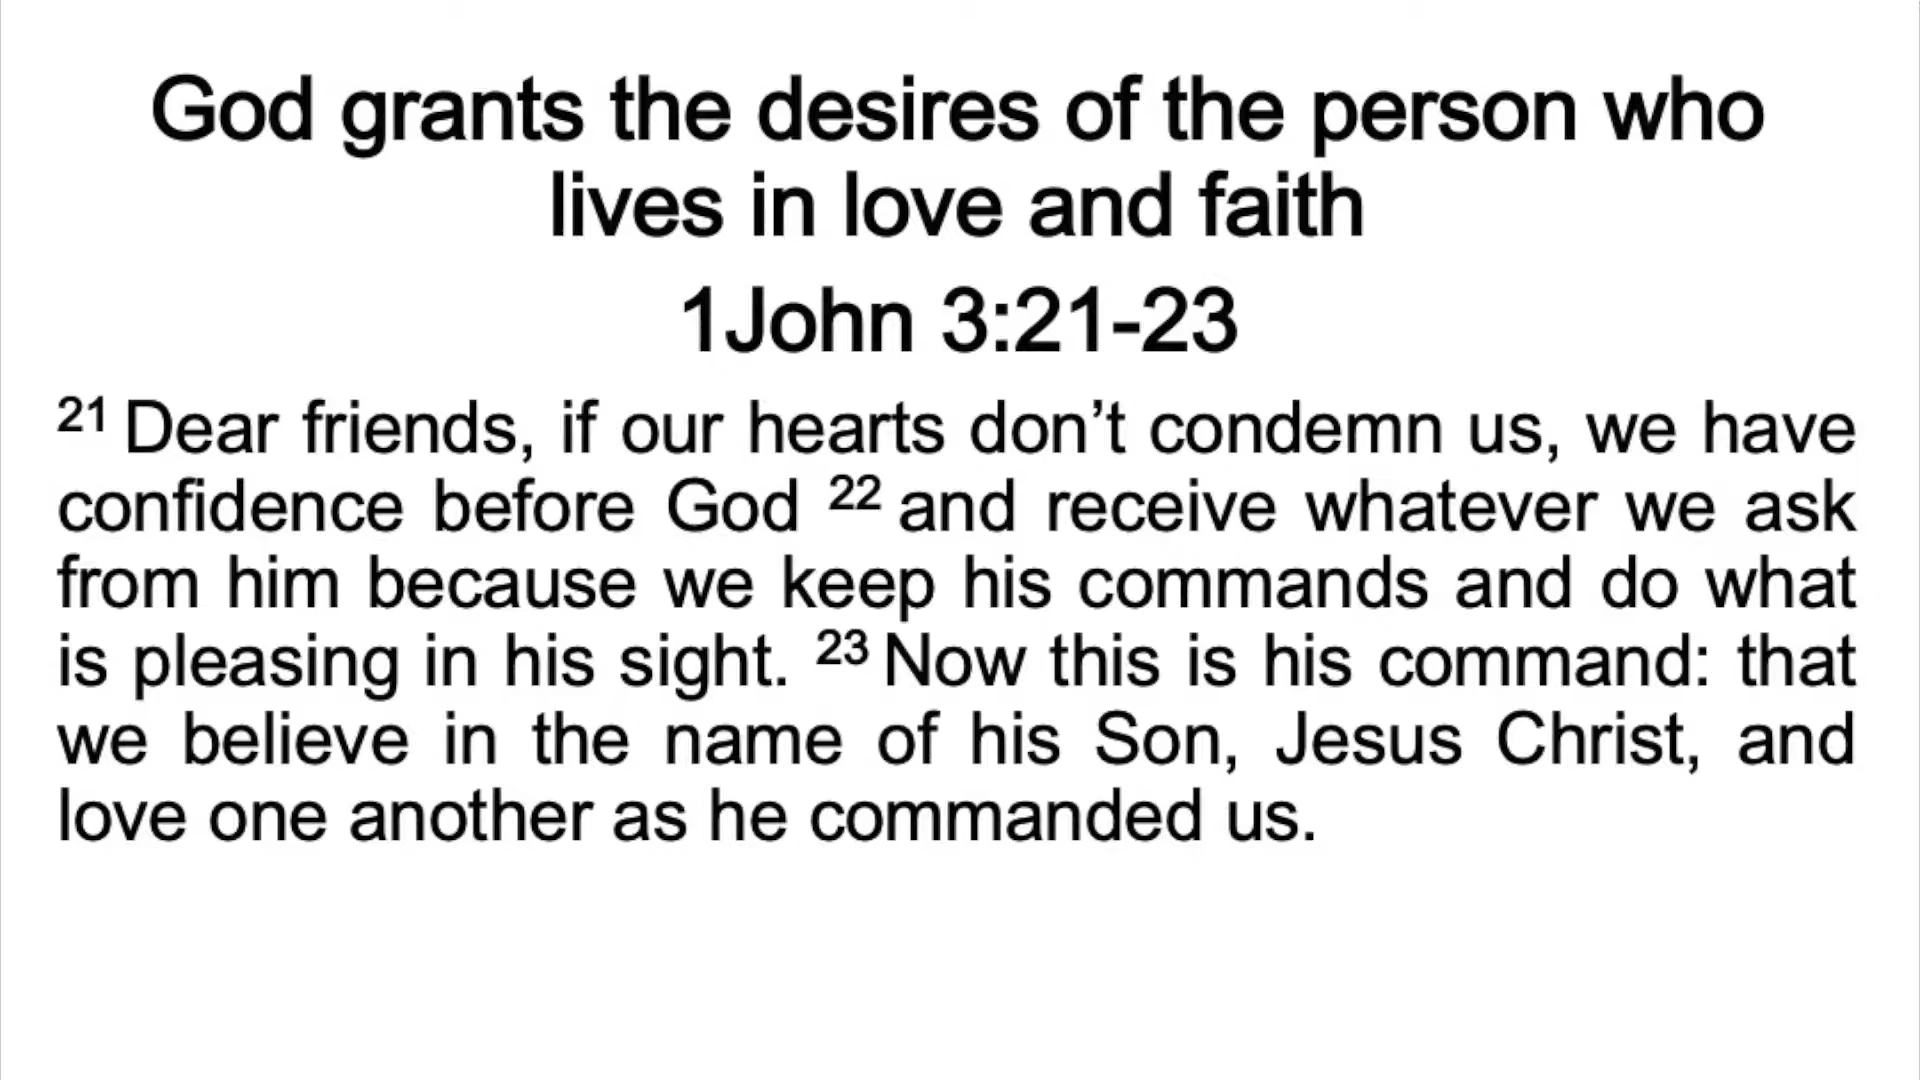 God grants the desires of the person who
lives in love and faith
1John 3:21-23
21 Dear friends, if our hearts don’t condemn us, we have
confidence before God 22 and receive whatever we ask
from him because we keep his commands and do what
is pleasing in his sight. 23 Now this is his command: that
we believe in the name of his Son, Jesus Christ, and
love one another as he commanded us.